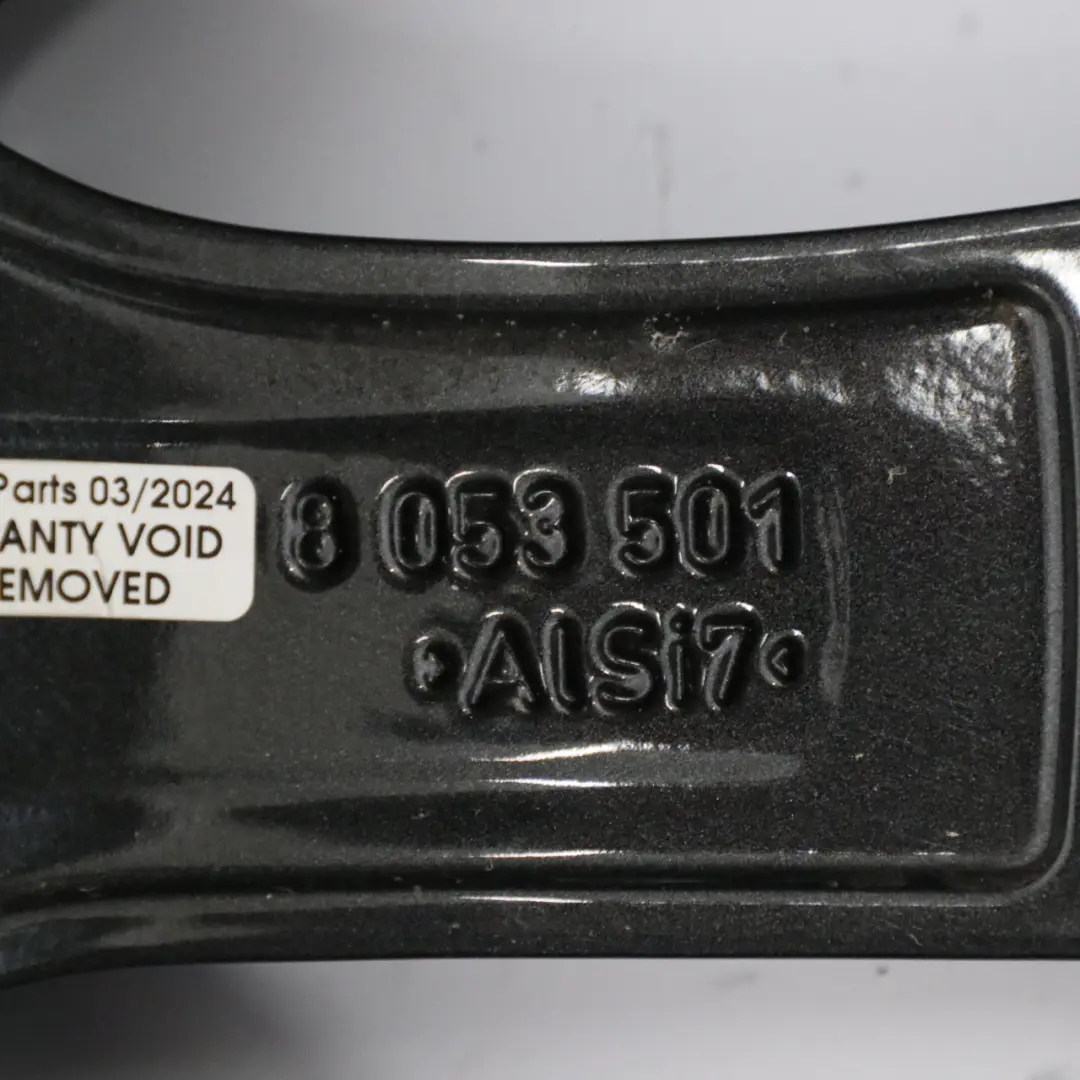 Parts 03/2024
ANTY VOID
EMOVED
8 053 501
>AlSi7<